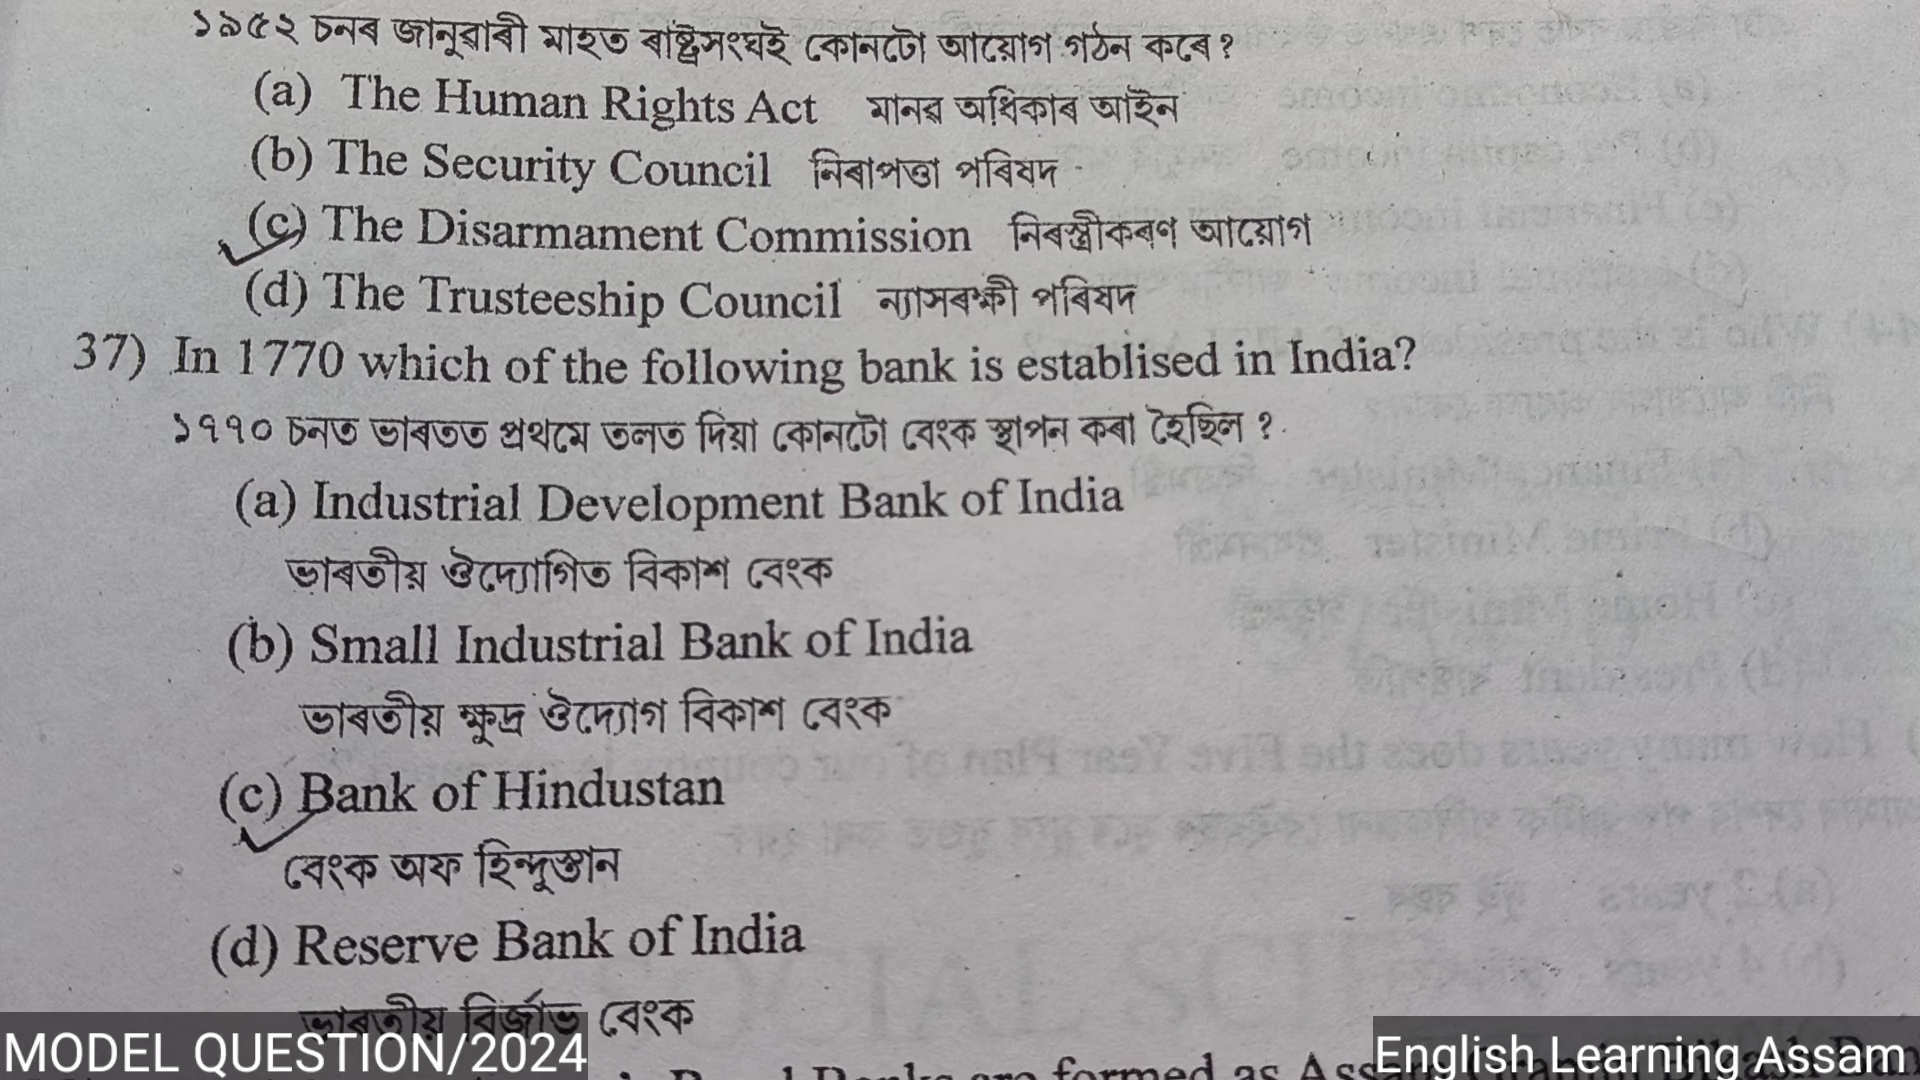 ১৯৫২ চনৰ জানুৱাৰী মাহত ৰাষ্ট্ৰসংঘই কোনটো আয়োগ গঠন কৰে?
(a) The Human Rights Act মানৱ অধিকাৰ আইন
(b) The Security Council নিৰাপত্তা পৰিষদ
(c) The Disarmament Commission নিৰস্ত্ৰীকৰণ আয়োগ
(d) The Trusteeship Council ন্যাসৰক্ষী পৰিষদ
37) In 1770 which of the following bank is establised in India?
১৭৭০ চনত ভাৰতত প্ৰথমে তলত দিয়া কোনটো বেংক স্থাপন কৰা হৈছিল ?
(a) Industrial Development Bank of India
ভাৰতীয় ঔদ্যোগিত বিকাশ বেংক
(b) Small Industrial Bank of India
ভাৰতীয় ক্ষুদ্ৰ ঔদ্যোগ বিকাশ বেংক
(c) Bank of Hindustan
বেংক অফ হিন্দুস্তান
(d) Reserve Bank of India
ভাৰতীয় ৰিৰ্জাভ বেংক
MODEL QUESTION/2024
are formed as
English Learning Assam